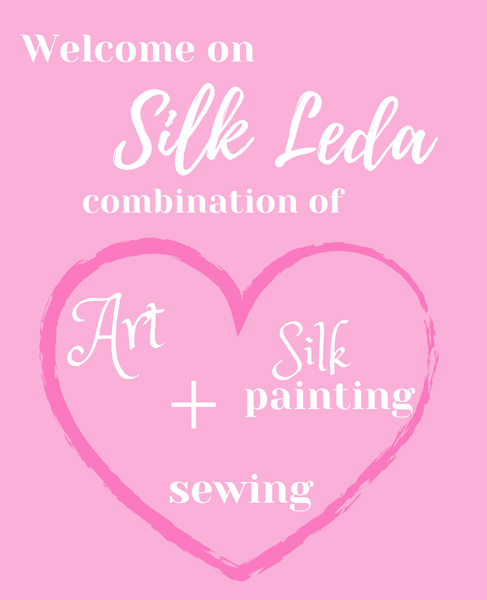 Welcome on
Silk Leda
combination of
Art
Silk
+
painting
sewing